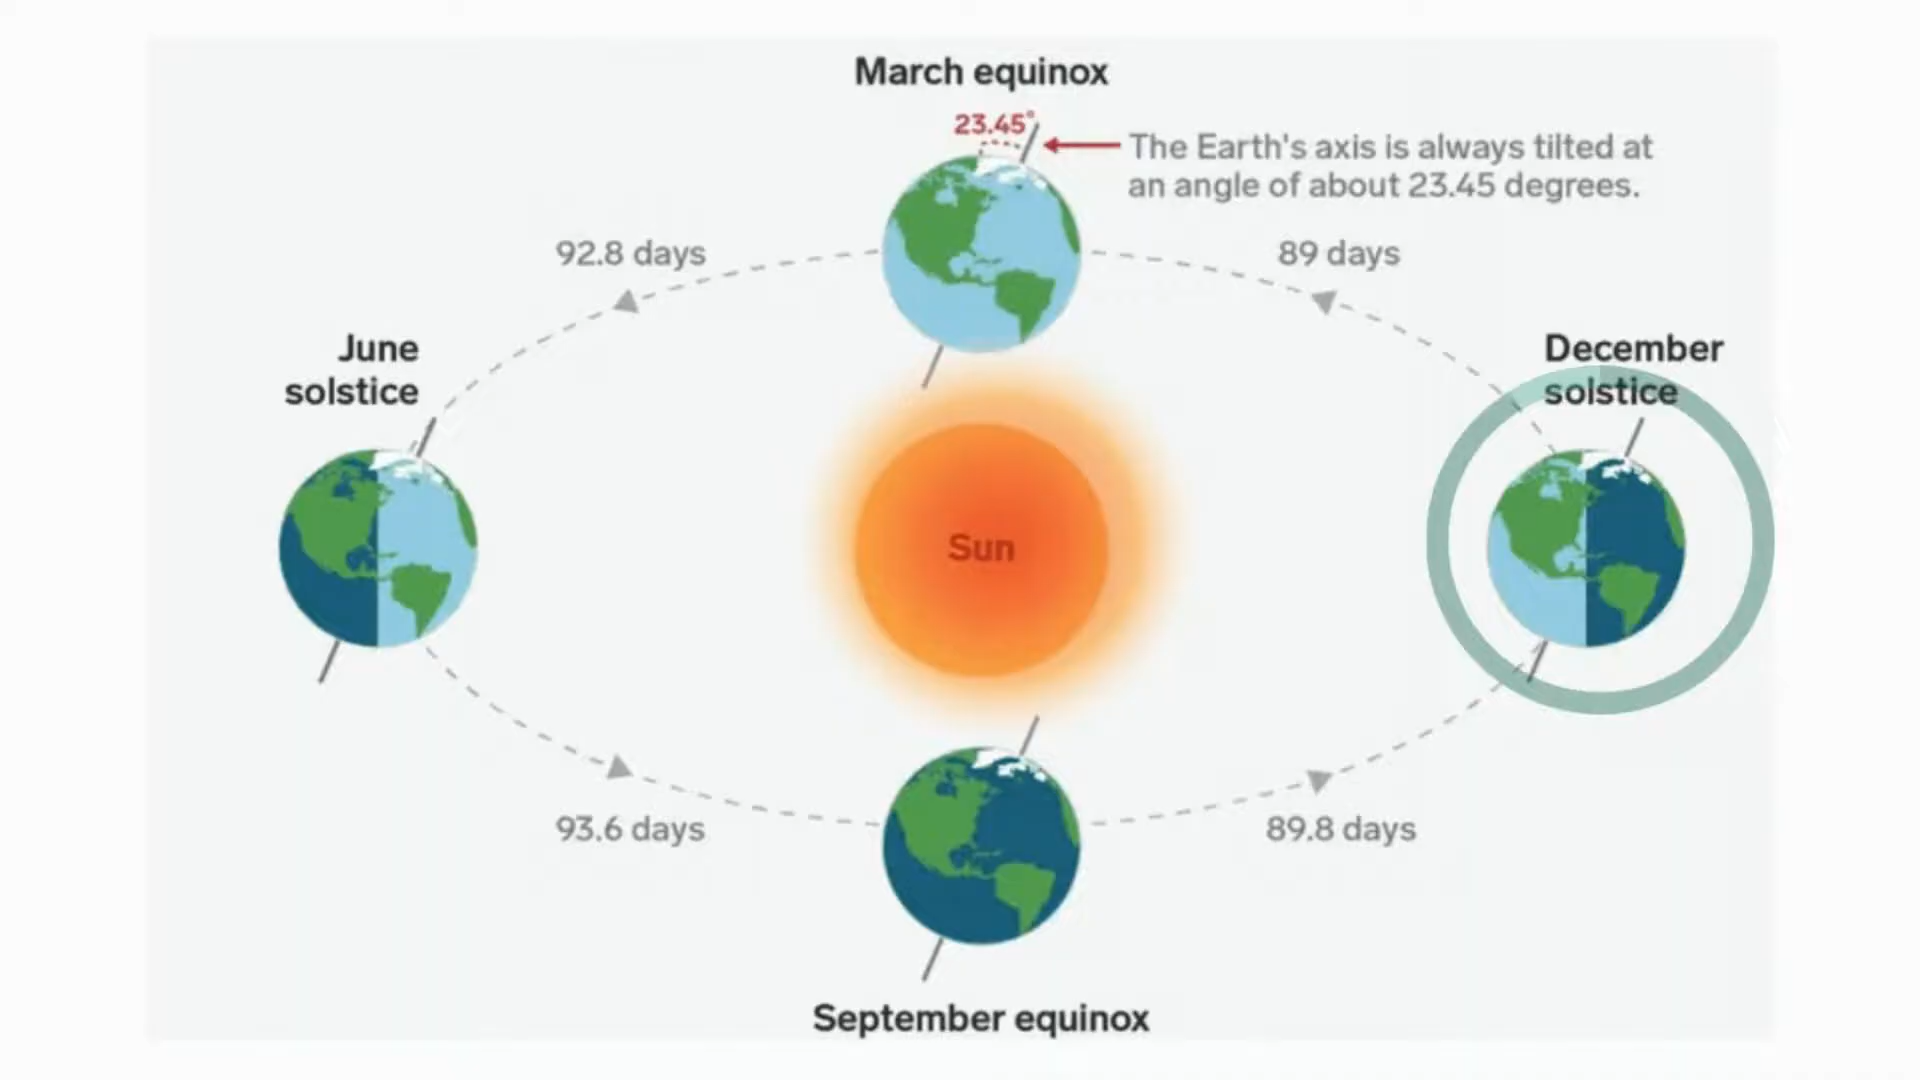 March equinox
23.45°
The Earth's axis is always tilted at
an angle of about 23.45 degrees.
92.8 days
89 days
June
solstice
December
solstice
Sun
93.6 days
89.8 days
September equinox